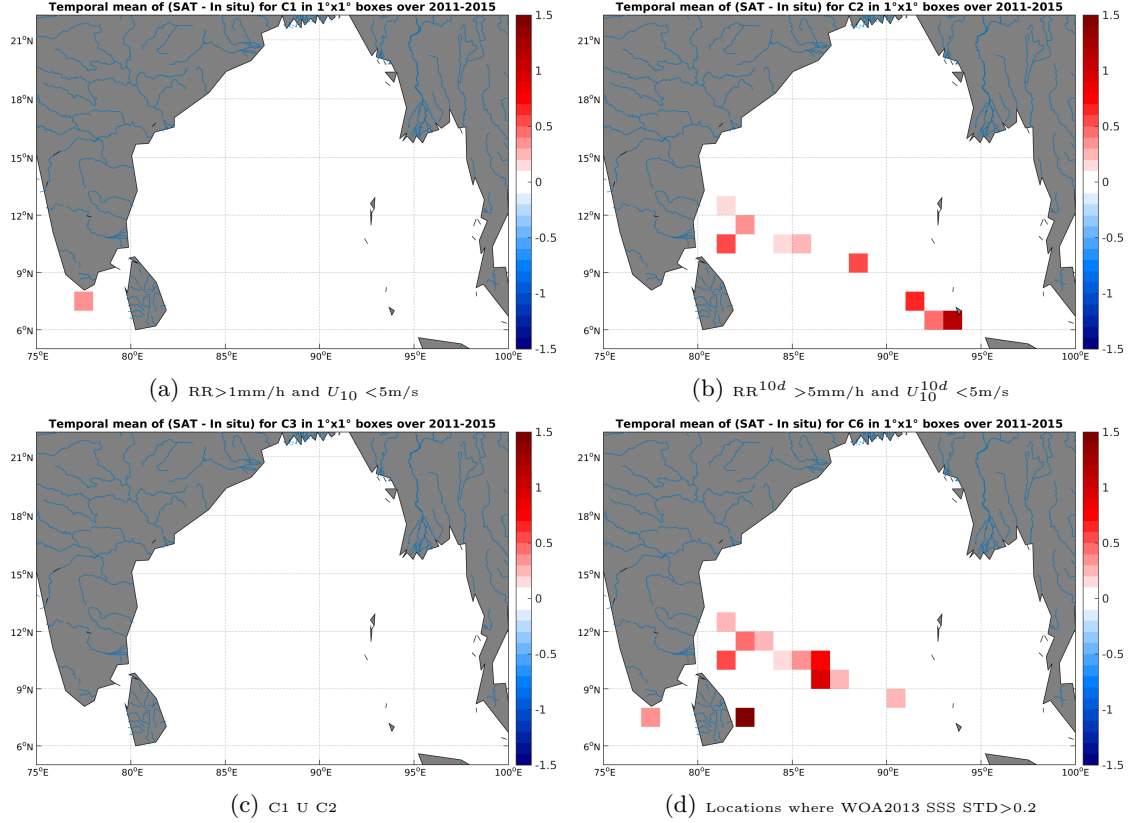 Temporal mean of (SAT - In situ) for C1 in 1°x1° boxes over 2011-2015
21°N
18°N
15°N
12°N
9°N
6°N
75°E 80°E 85°E 90°E 95°E 100°E
1.5
1
0.5
0
-0.5
-1
-1.5
(a) RR>1mm/h and U10 <5m/s
Temporal mean of (SAT - In situ) for C2 in 1°x1° boxes over 2011-2015
21°N
18°N
15°N
12°N
9°N
6°N
75°E 80°E 85°E 90°E 95°E 100°E
1.5
1
0.5
0
-0.5
-1
-1.5
(b) RR^10d >5mm/h and U10^10d <5m/s
Temporal mean of (SAT - In situ) for C3 in 1°x1° boxes over 2011-2015
21°N
18°N
15°N
12°N
9°N
6°N
75°E 80°E 85°E 90°E 95°E 100°E
1.5
1
0.5
0
-0.5
-1
-1.5
(c) C1 U C2
Temporal mean of (SAT - In situ) for C6 in 1°x1° boxes over 2011-2015
21°N
18°N
15°N
12°N
9°N
6°N
75°E 80°E 85°E 90°E 95°E 100°E
1.5
1
0.5
0
-0.5
-1
-1.5
(d) Locations where WOA2013 SSS STD>0.2